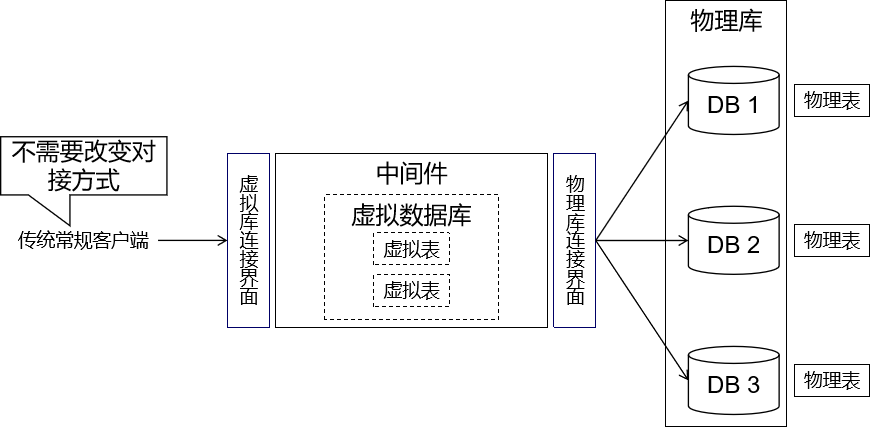 不需要改变对
接方式
传统常规客户端
虚拟库连接界面
中间件
虚拟数据库
虚拟表
虚拟表
物理库连接界面
物理库
DB 1
物理表
DB 2
物理表
DB 3
物理表